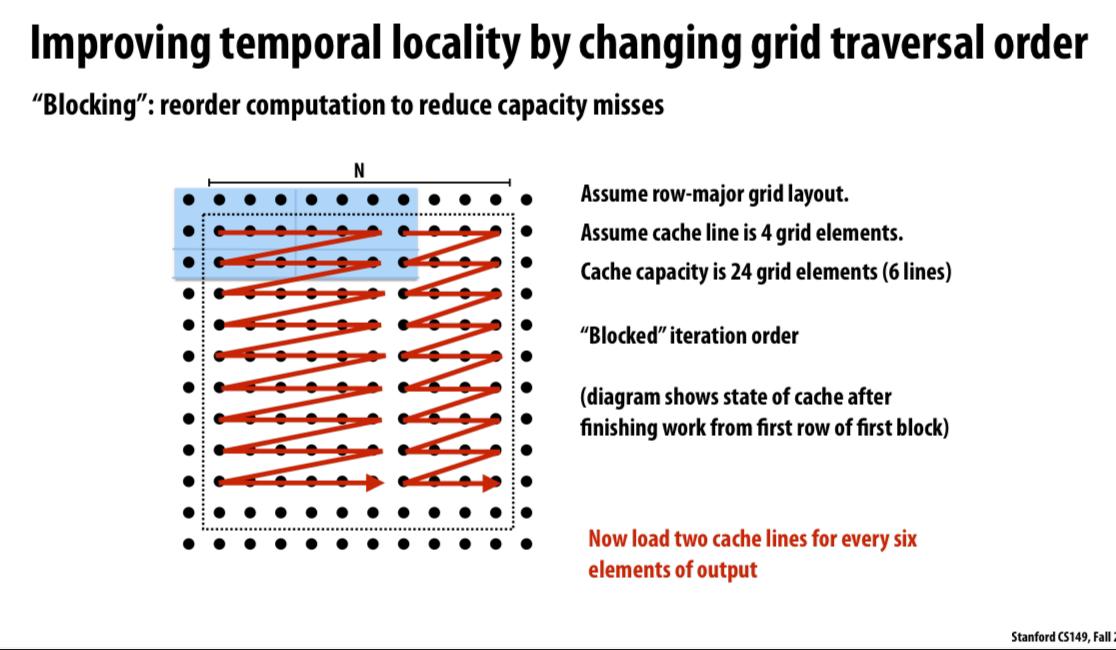 Improving temporal locality by changing grid traversal order
“Blocking”: reorder computation to reduce capacity misses
N
Assume row-major grid layout.
Assume cache line is 4 grid elements.
Cache capacity is 24 grid elements (6 lines)
“Blocked” iteration order
(diagram shows state of cache after
finishing work from first row of first block)
Now load two cache lines for every six
elements of output
Stanford CS149, Fall